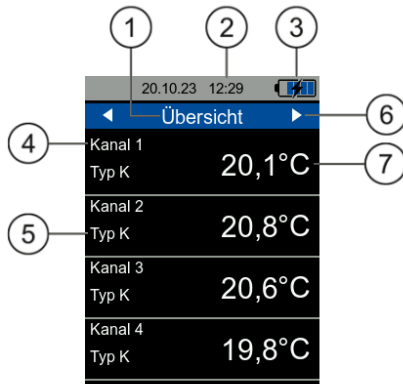 1 2 3
20.10.23 12:29
Übersicht
6
4
Kanal 1
Typ K
20,1°C
7
Kanal 2
5
Typ K
20,8°C
Kanal 3
Typ K
20,6°C
Kanal 4
Typ K
19,8°C